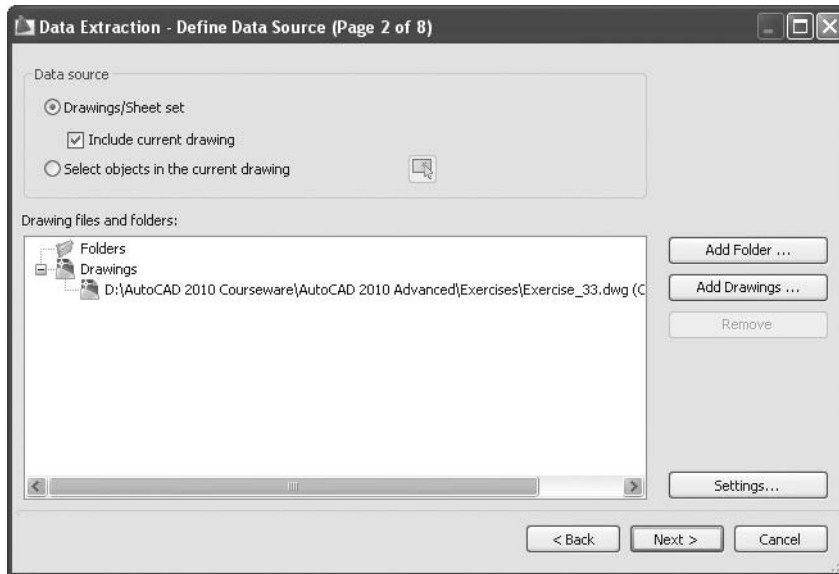 Data Extraction - Define Data Source (Page 2 of 8)
Data source
Drawings/Sheet set
Include current drawing
Select objects in the current drawing
Drawing files and folders:
Folders
Drawings
D:\AutoCAD 2010 Courseware\AutoCAD 2010 Advanced\Exercises\Exercise_33.dwg (C
Add Folder ...
Add Drawings ...
Remove
Settings...
< Back
Next >
Cancel